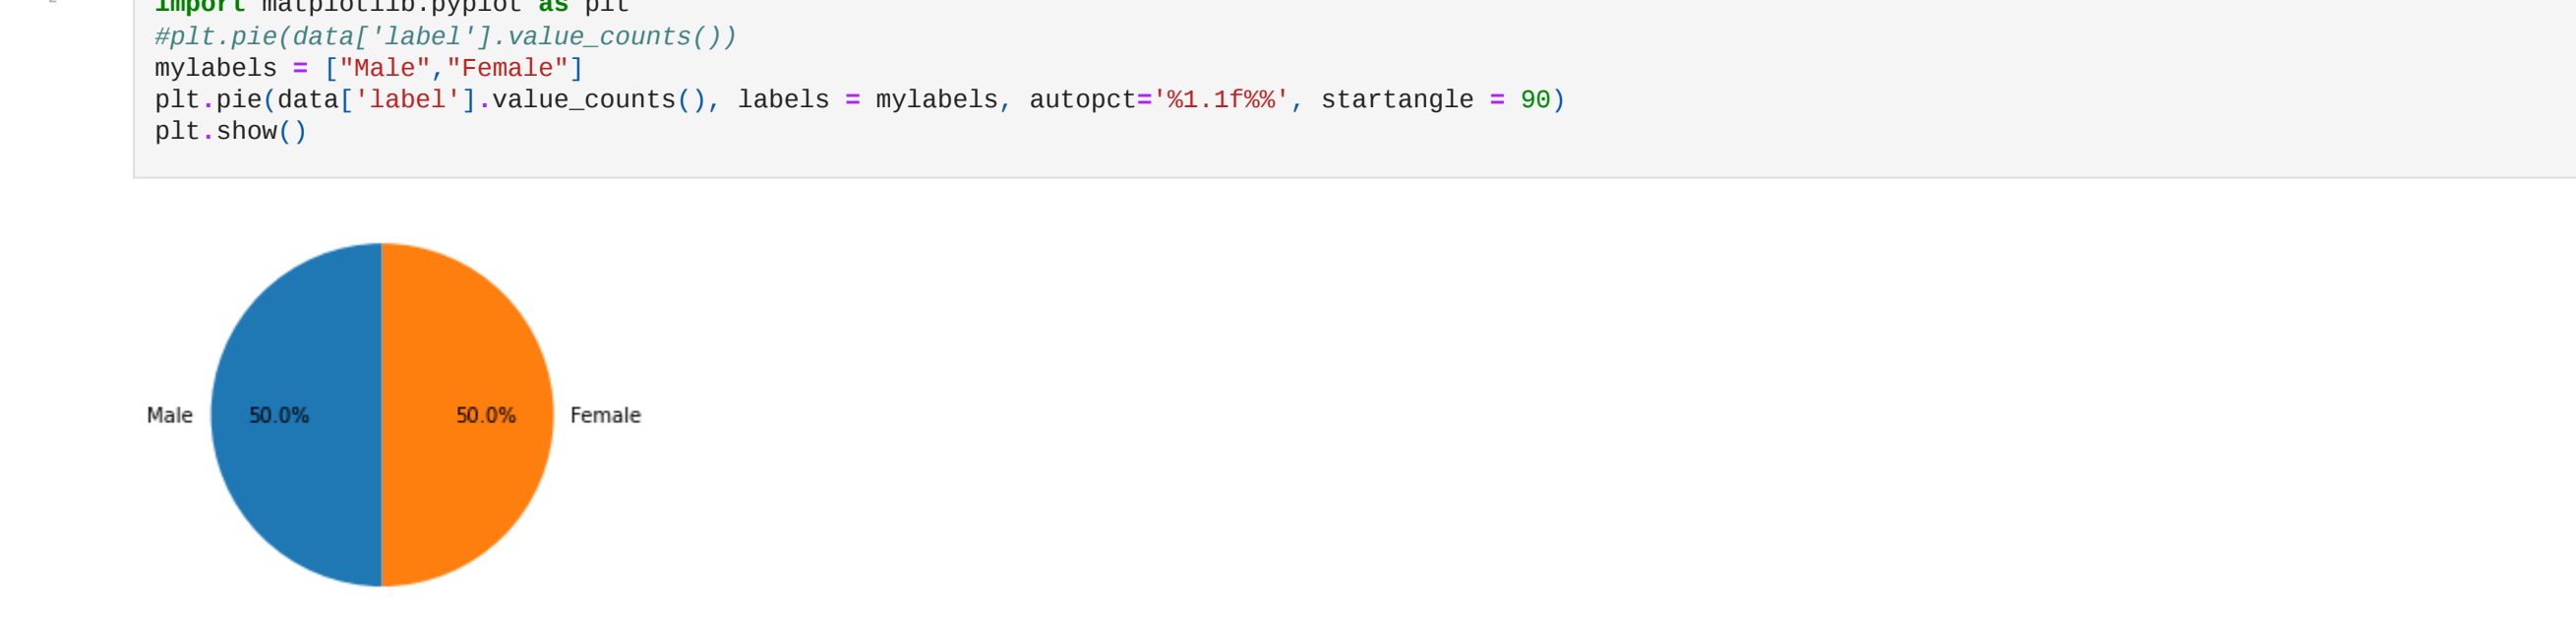 import matplotlib.pyplot as plt
#plt.pie(data['label'].value_counts())
mylabels = ["Male","Female"]
plt.pie(data['label'].value_counts(), labels = mylabels, autopct='%1.1f%%', startangle = 90)
plt.show()
Male 50.0% 50.0% Female